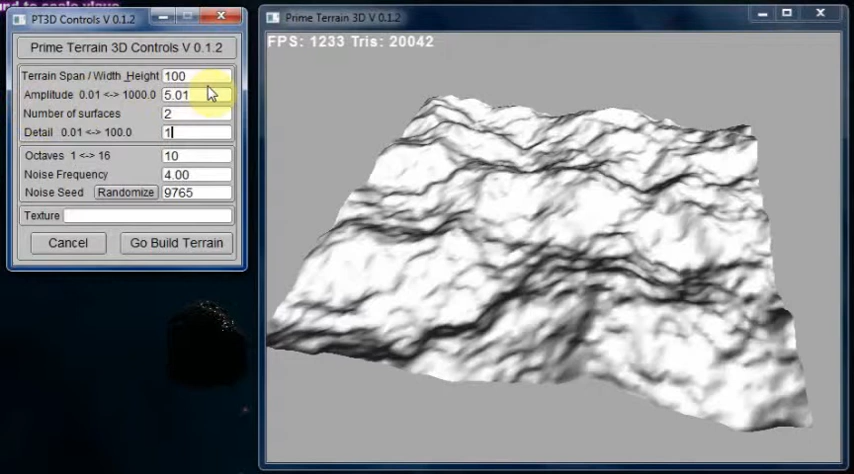 PT3D Controls V 0.1.2
Prime Terrain 3D Controls V 0.1.2
Terrain Span / Width _Height 100
Amplitude 0.01 <-> 1000.0 5.01
Number of surfaces 2
Detail 0.01 <-> 100.0 1
Octaves 1 <-> 16 10
Noise Frequency 4.00
Noise Seed Randomize 9765
Texture
Cancel Go Build Terrain
Prime Terrain 3D V 0.1.2
FPS: 1233 Tris: 20042